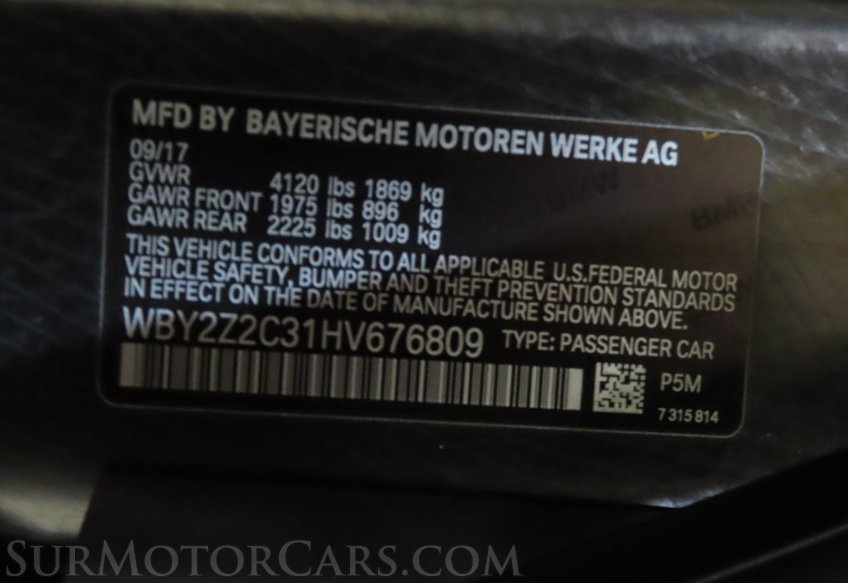 MFD BY BAYERISCHE MOTOREN WERKE AG
09/17
GVWR 4120 lbs 1869 kg
GAWR FRONT 1975 lbs 896 kg
GAWR REAR 2225 lbs 1009 kg
THIS VEHICLE CONFORMS TO ALL APPLICABLE U.S.FEDERAL MOTOR
VEHICLE SAFETY, BUMPER AND THEFT PREVENTION STANDARDS
IN EFFECT ON THE DATE OF MANUFACTURE SHOWN ABOVE.
WBY2Z2C31HV676809 TYPE: PASSENGER CAR
P5M
7 315 814
SURMOTORCARS.COM